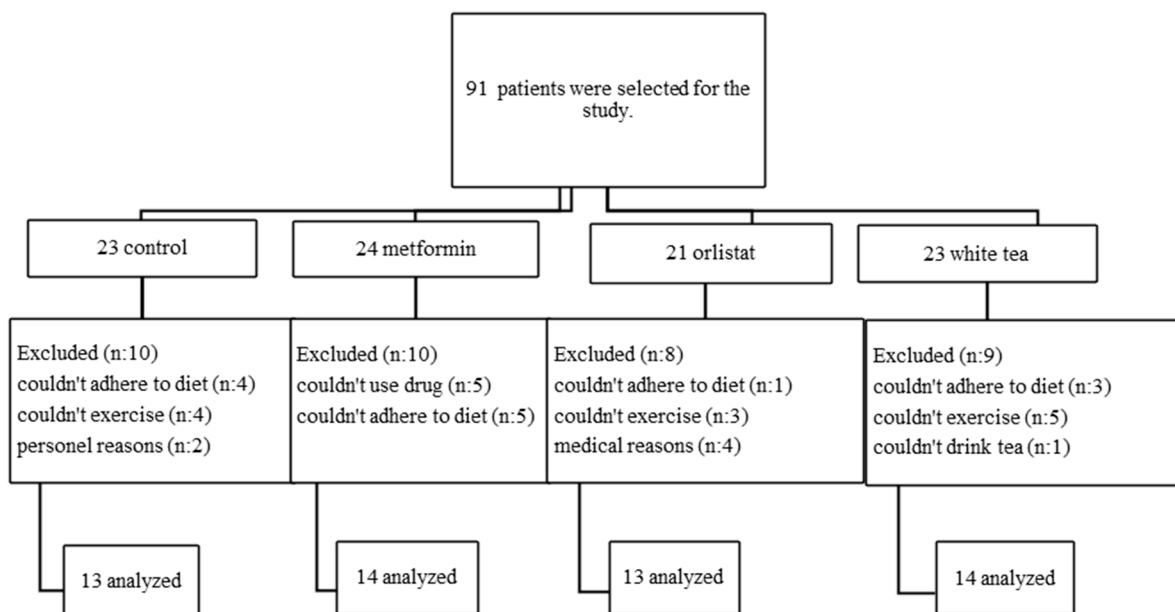 91 patients were selected for the
study.
23 control
24 metformin
21 orlistat
23 white tea
Excluded (n:10)
couldn't adhere to diet (n:4)
couldn't exercise (n:4)
personel reasons (n:2)
Excluded (n:10)
couldn't use drug (n:5)
couldn't adhere to diet (n:5)
Excluded (n:8)
couldn't adhere to diet (n:1)
couldn't exercise (n:3)
medical reasons (n:4)
Excluded (n:9)
couldn't adhere to diet (n:3)
couldn't exercise (n:5)
couldn't drink tea (n:1)
13 analyzed
14 analyzed
13 analyzed
14 analyzed